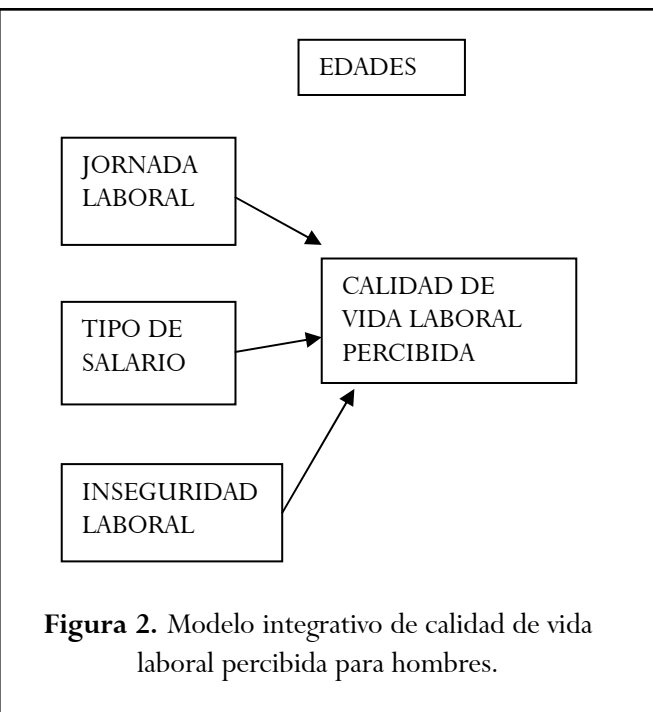 EDADES
JORNADA
LABORAL
CALIDAD DE
VIDA LABORAL
PERCIBIDA
TIPO DE
SALARIO
INSEGURIDAD
LABORAL
Figura 2. Modelo integrativo de calidad de vida
laboral percibida para hombres.